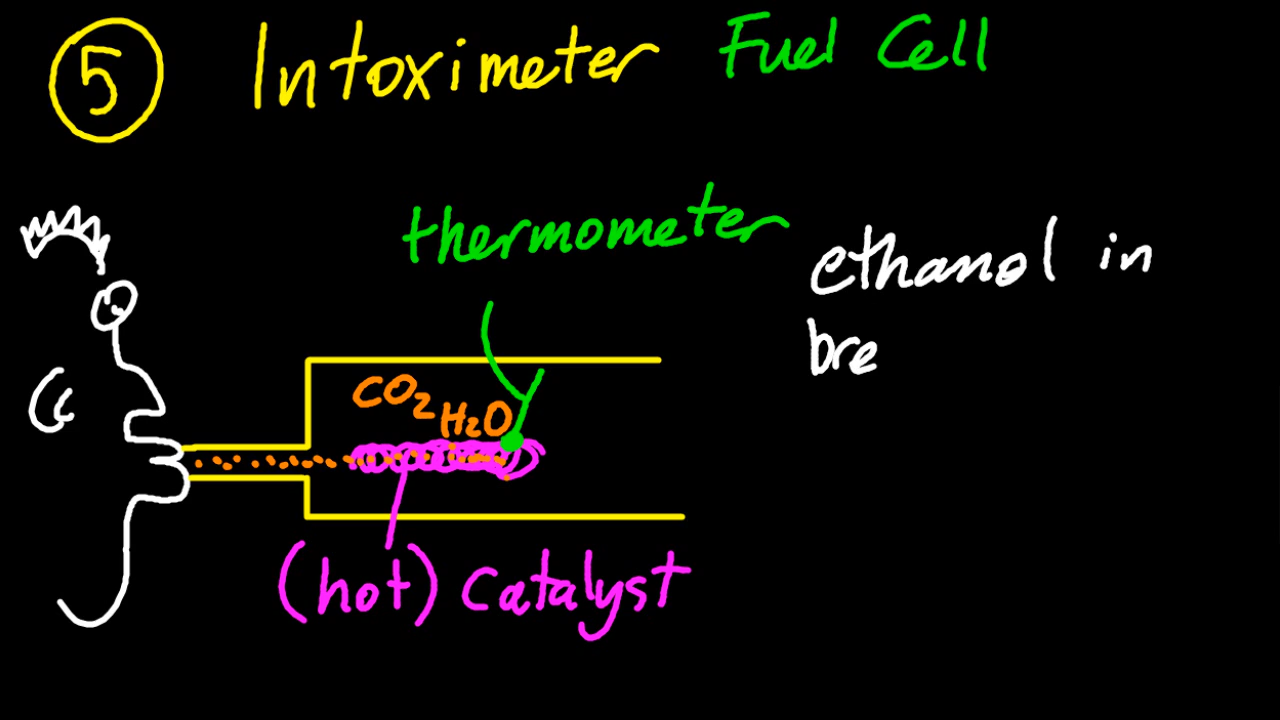 5 Intoximeter Fuel Cell
thermometer
ethanol in
bre
CO2 H2O
(hot) Catalyst